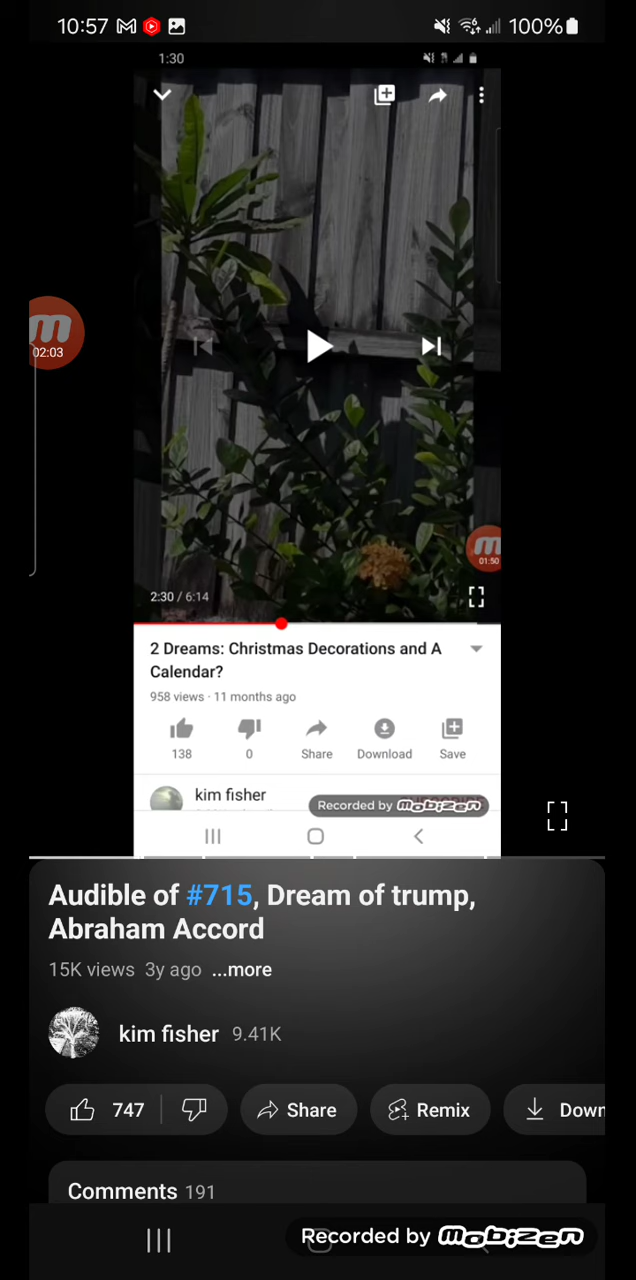 10:57 100%
1:30
02:03
01:50
2:30 / 6:14
2 Dreams: Christmas Decorations and A
Calendar?
958 views · 11 months ago
138 0 Share Download Save
kim fisher
Recorded by mobizen
Audible of #715, Dream of trump,
Abraham Accord
15K views 3y ago ...more
kim fisher 9.41K
747 Share Remix Down
Comments 191
Recorded by mobizen